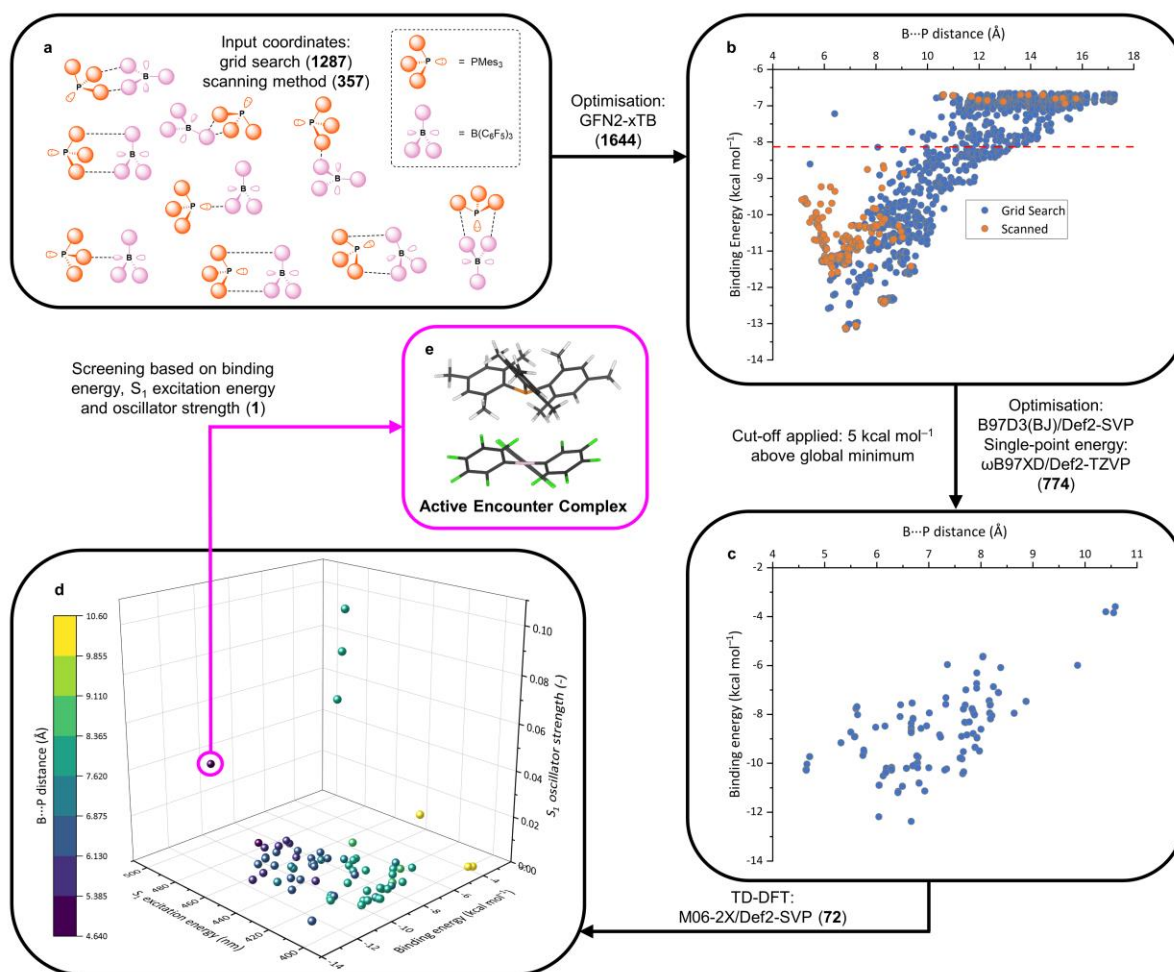 a
Input coordinates:
grid search (1287)
scanning method (357)
= PMes₃
= B(C₆F₅)₃
P
B
B
P
P
B
P
B
P
B
P
B
P
B
P
B
P
B
P
B
P
B
Optimisation:
GFN2-xTB
(1644)
b
B···P distance (Å)
4 6 8 10 12 14 16 18
Binding Energy (kcal mol⁻¹)
-6
-7
-8
-9
-10
-11
-12
-13
-14
Grid Search
Scanned
Cut-off applied: 5 kcal mol⁻¹
above global minimum
Optimisation:
B97D3(BJ)/Def2-SVP
Single-point energy:
ωB97XD/Def2-TZVP
(774)
c
B···P distance (Å)
4 5 6 7 8 9 10 11
Binding energy (kcal mol⁻¹)
-2
-4
-6
-8
-10
-12
-14
TD-DFT:
M06-2X/Def2-SVP (72)
d
B···P distance (Å)
10.60
9.855
9.110
8.365
7.620
6.875
6.130
5.385
4.640
S₁ oscillator strength (-)
0.10
0.08
0.06
0.04
0.02
0.00
S₁ excitation energy (nm)
500
480
460
440
420
400
Binding energy (kcal mol⁻¹)
-14
-12
-10
-8
-6
-4
Screening based on binding
energy, S₁ excitation energy
and oscillator strength (1)
e
Active Encounter Complex